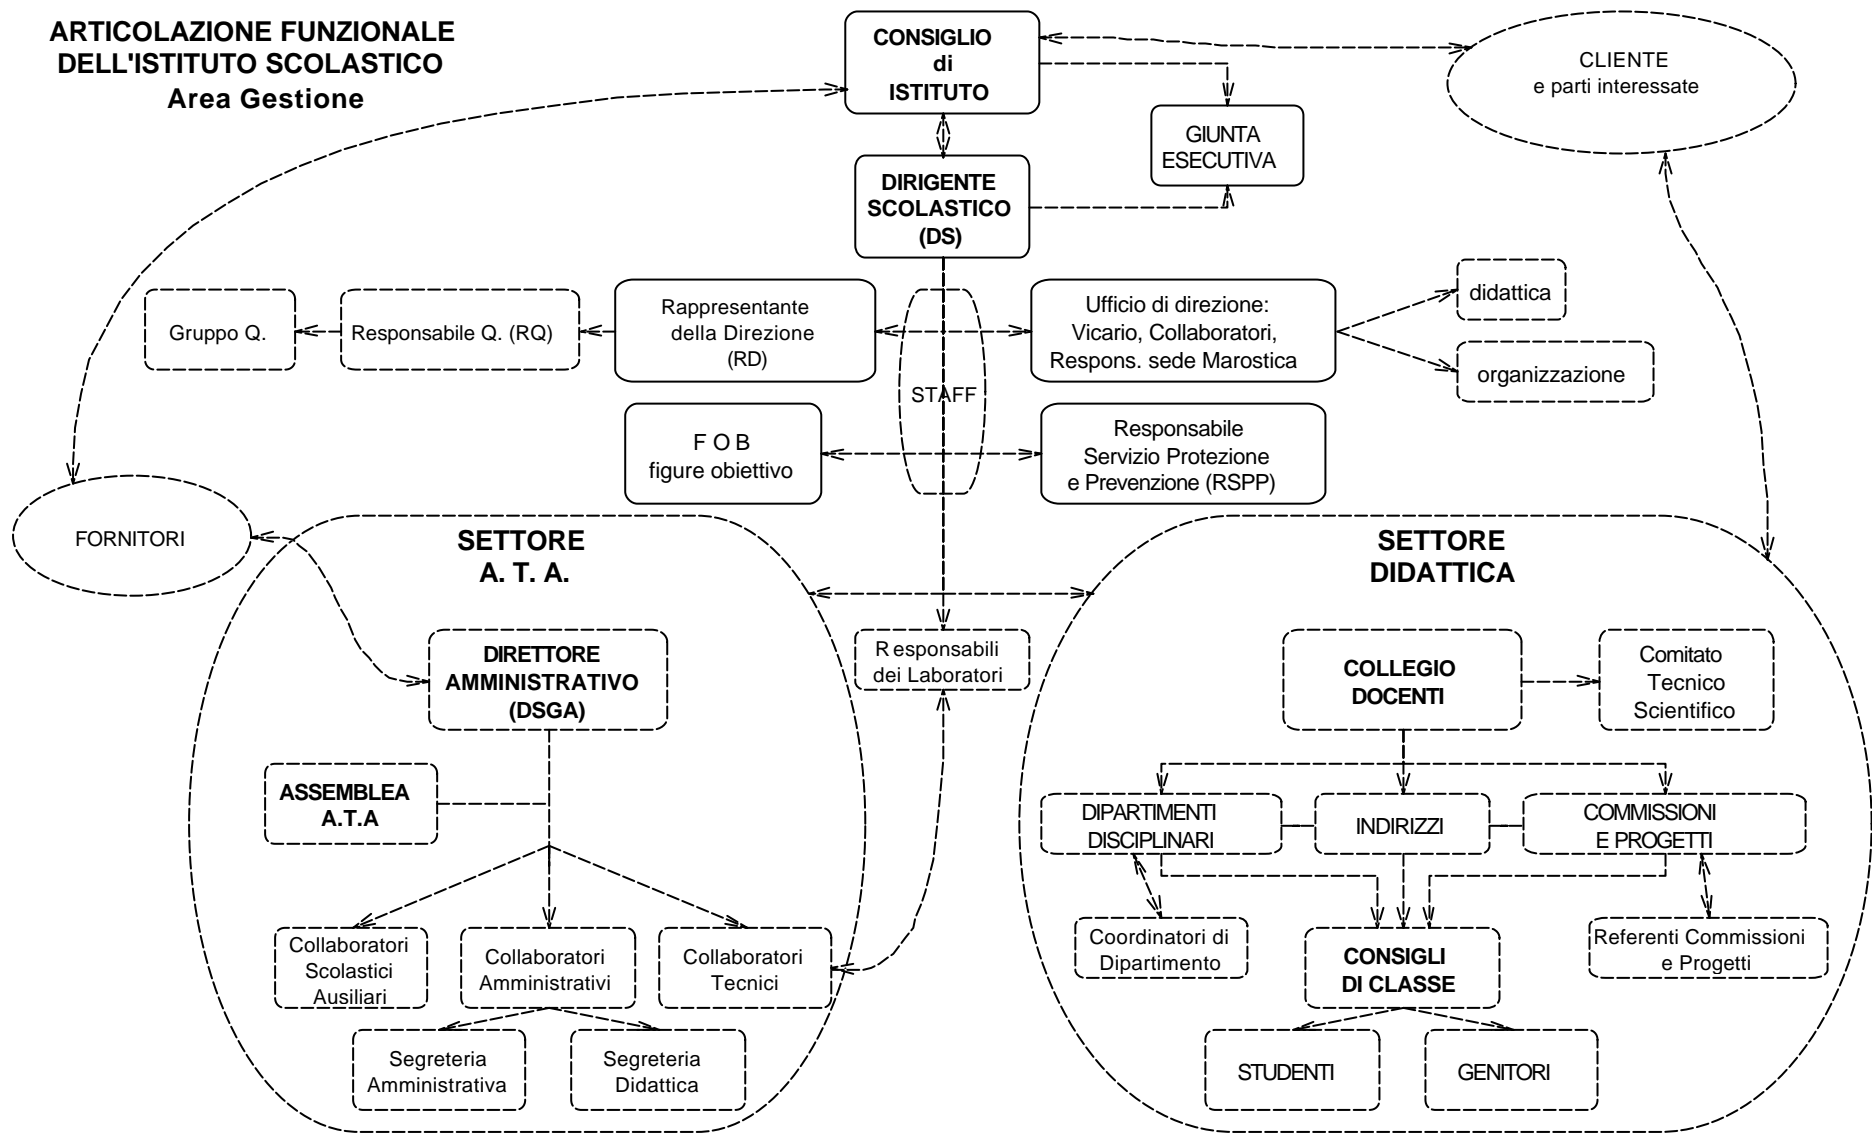 ARTICOLAZIONE FUNZIONALE
DELL'ISTITUTO SCOLASTICO
Area Gestione
CONSIGLIO
di
ISTITUTO
CLIENTE
e parti interessate
GIUNTA
ESECUTIVA
DIRIGENTE
SCOLASTICO
(DS)
Gruppo Q.
Responsabile Q. (RQ)
Rappresentante
della Direzione
(RD)
Ufficio di direzione:
Vicario, Collaboratori,
Respons. sede Marostica
didattica
organizzazione
STAFF
F O B
figure obiettivo
Responsabile
Servizio Protezione
e Prevenzione (RSPP)
FORNITORI
SETTORE
A. T. A.
SETTORE
DIDATTICA
DIRETTORE
AMMINISTRATIVO
(DSGA)
Responsabili
dei Laboratori
COLLEGIO
DOCENTI
Comitato
Tecnico
Scientifico
ASSEMBLEA
A.T.A
DIPARTIMENTI
DISCIPLINARI
INDIRIZZI
COMMISSIONI
E PROGETTI
Collaboratori
Scolastici
Ausiliari
Collaboratori
Amministrativi
Collaboratori
Tecnici
Coordinatori di
Dipartimento
CONSIGLI
DI CLASSE
Referenti Commissioni
e Progetti
Segreteria
Amministrativa
Segreteria
Didattica
STUDENTI
GENITORI